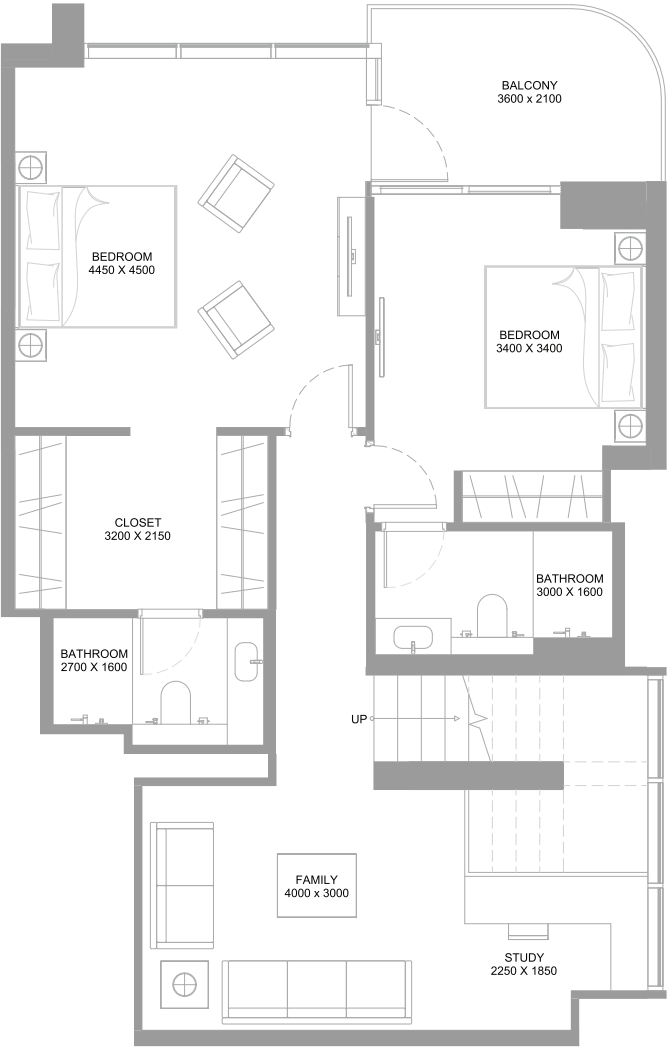 BALCONY
3600 x 2100
BEDROOM
4450 X 4500
BEDROOM
3400 X 3400
CLOSET
3200 X 2150
BATHROOM
3000 X 1600
BATHROOM
2700 X 1600
UP
FAMILY
4000 x 3000
STUDY
2250 X 1850